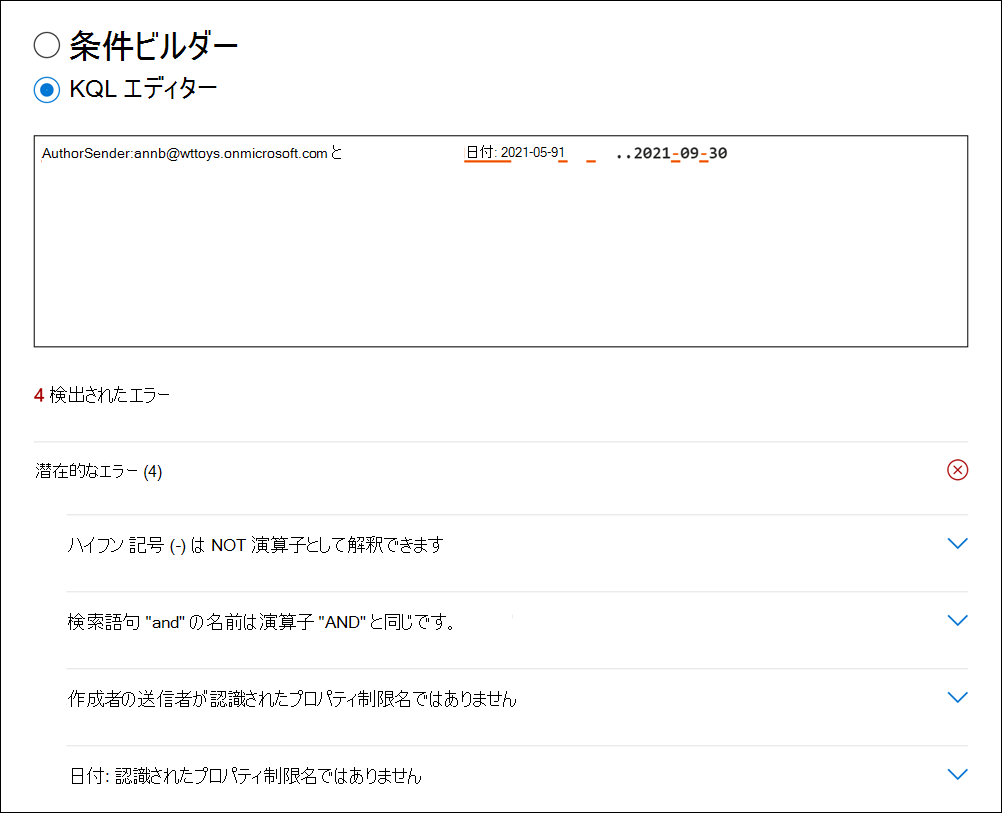 条件ビルダー
KQL エディター
AuthorSender:annb@wttoys.onmicrosoft.com と 日付: 2021-05-91 ..2021-09-30
4 検出されたエラー
潜在的なエラー (4)
ハイフン 記号 (-) は NOT 演算子として解釈できます
検索語句 "and" の名前は演算子 "AND" と同じです。
作成者の送信者が認識されたプロパティ制限名ではありません
日付: 認識されたプロパティ制限名ではありません